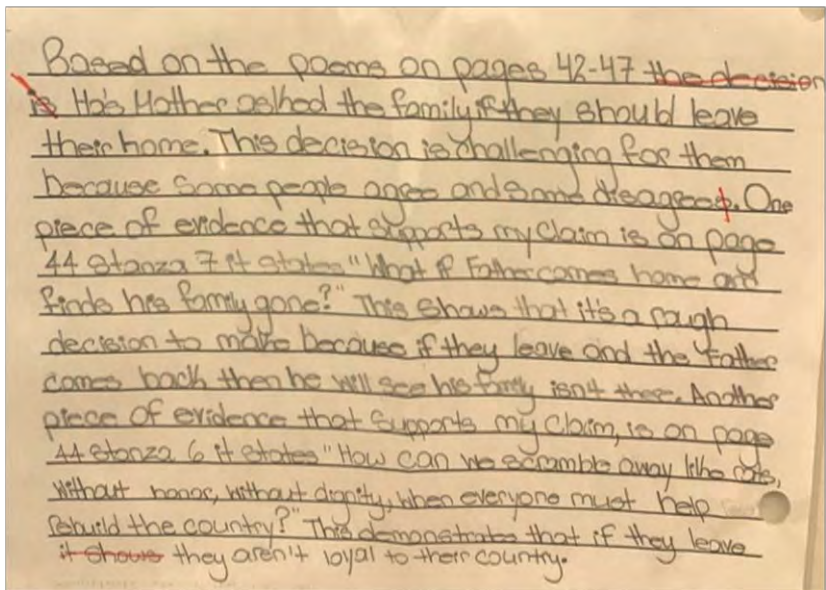 Based on the poems on pages 42-47 the decision
is Ha's Mother asked the family if they should leave
their home. This decision is challenging for them
because some people agree and some disagree. One
piece of evidence that supports my claim is on page
44 stanza 7 it states "What if Father comes home and
finds his family gone?" This shows that it's a rough
decision to make because if they leave and the father
comes back then he will see his family isn't there. Another
piece of evidence that supports my claim, is on page
44 stanza 6 it states "How can we scramble away like rats,
without honor, without dignity, when everyone must help
rebuild the country?" This demonstrates that if they leave
it shows they aren't loyal to their country.